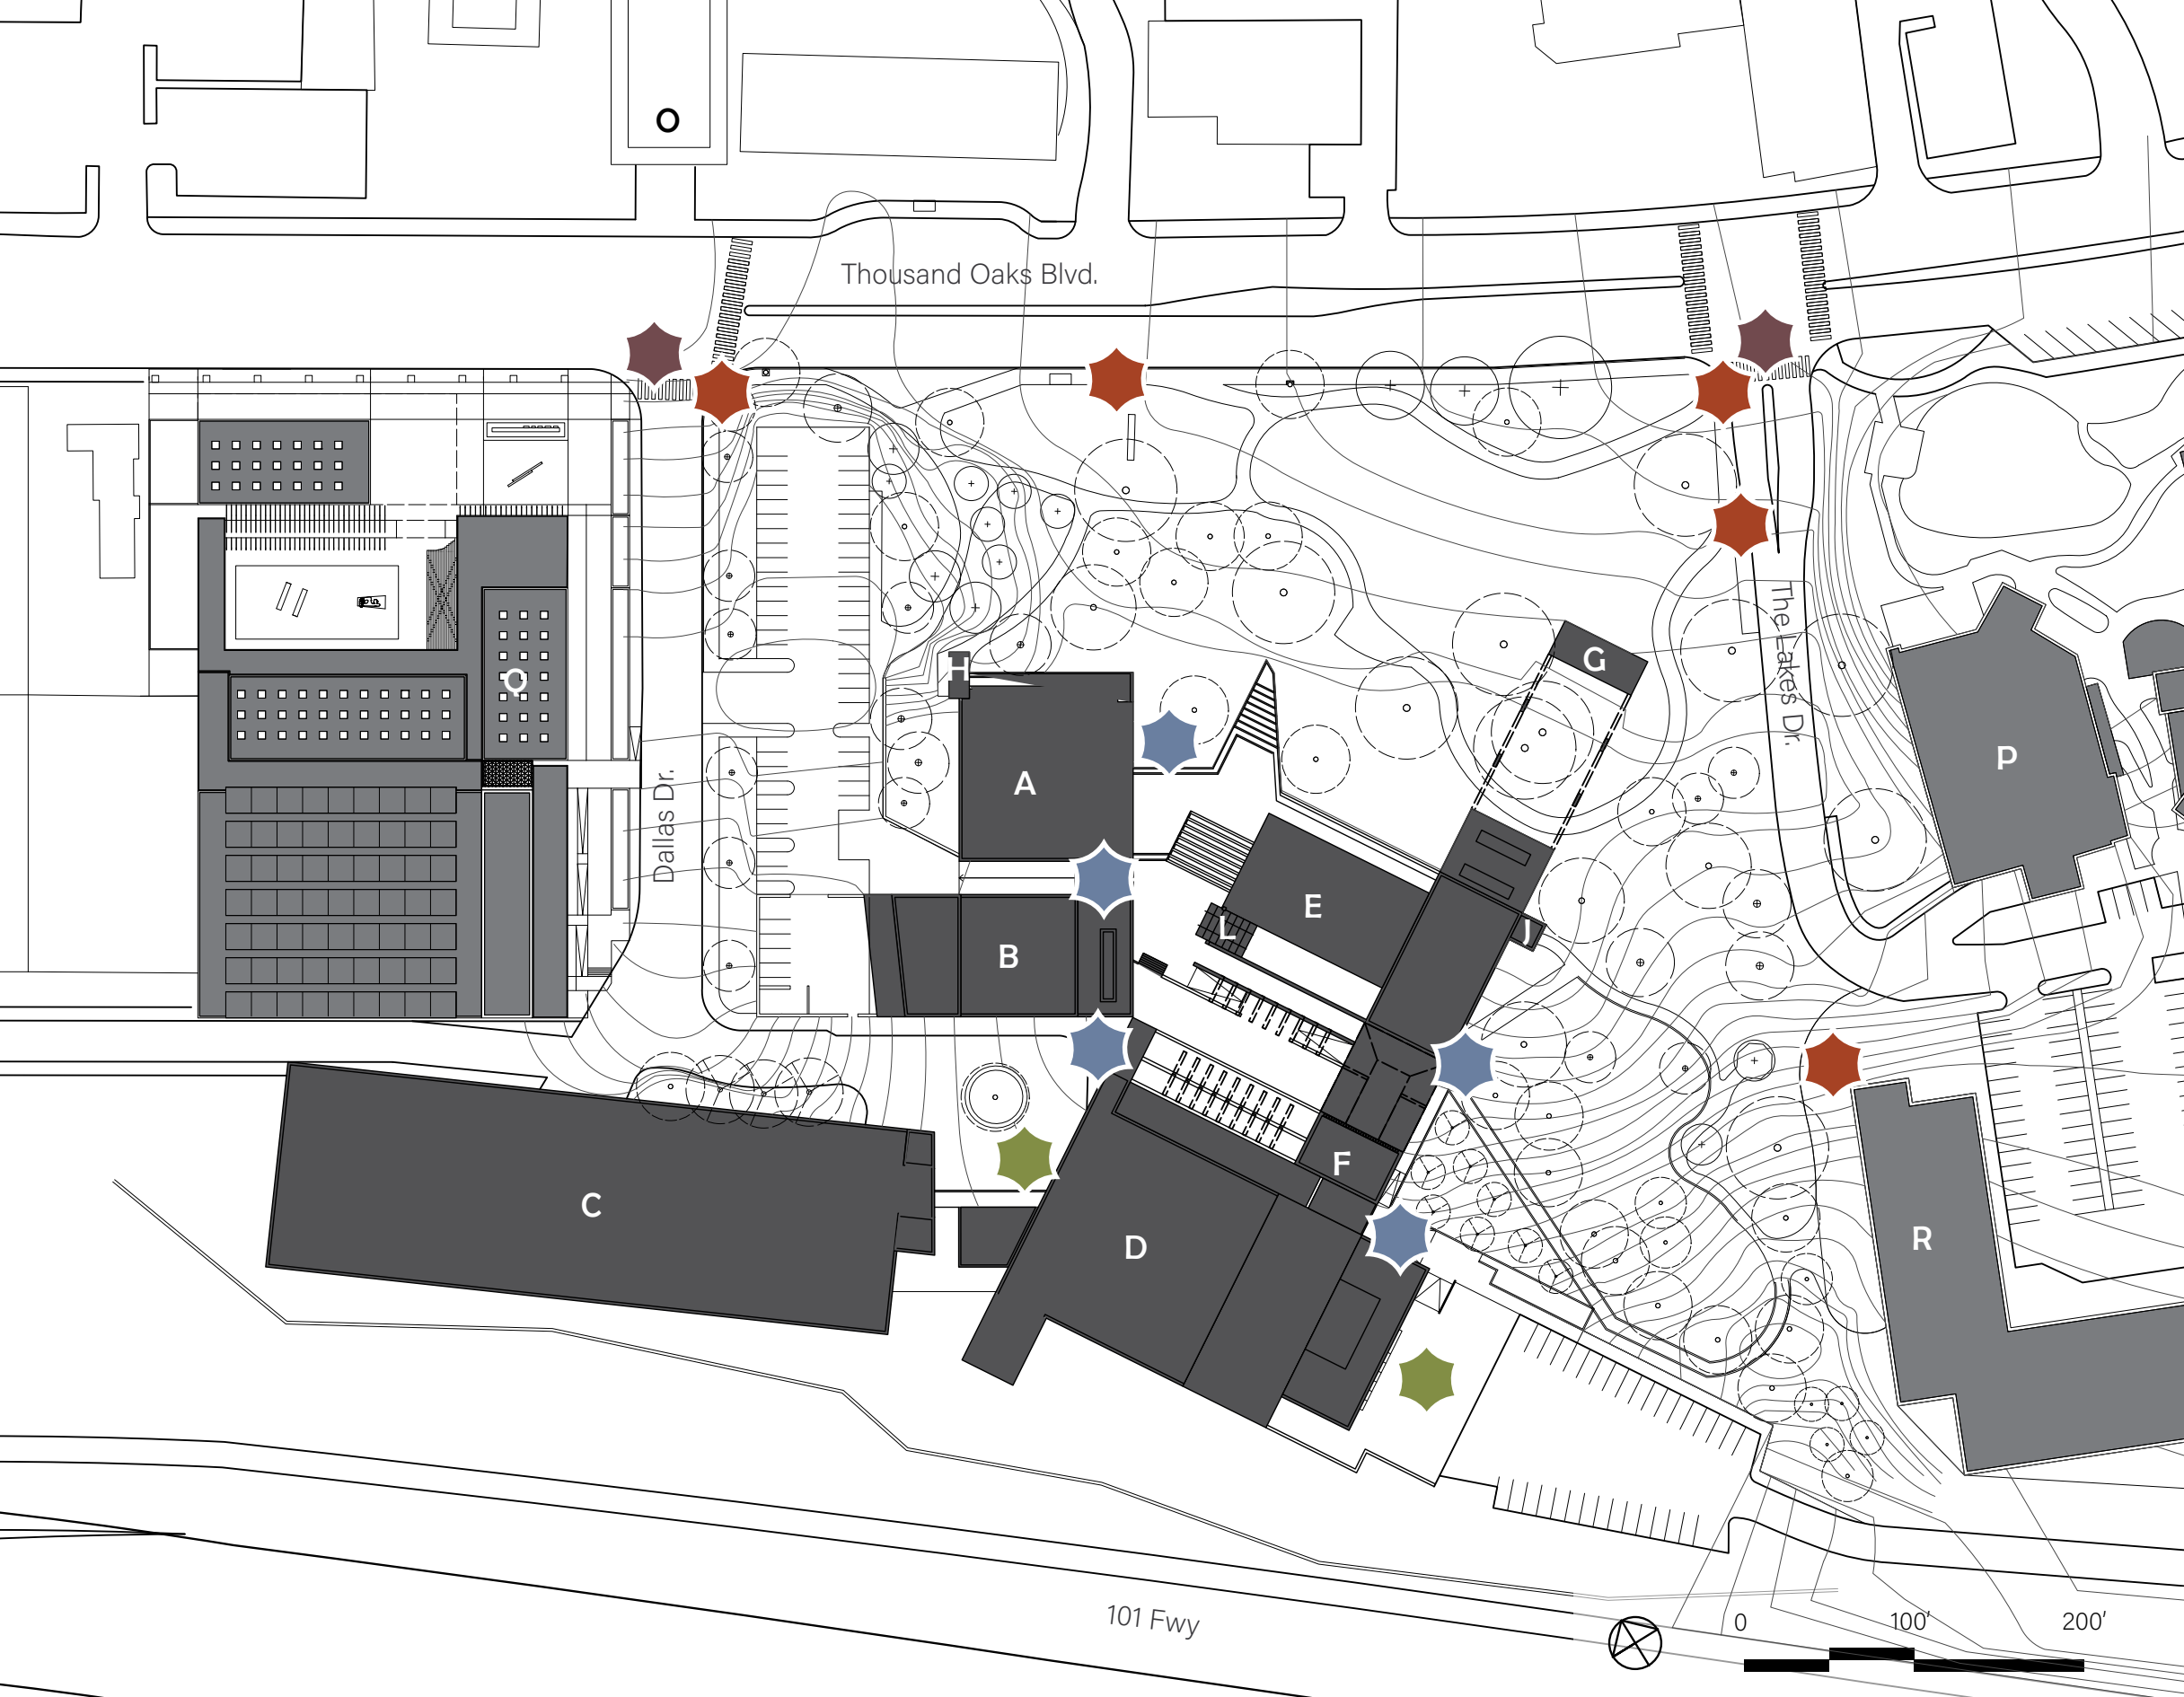 O
Thousand Oaks Blvd.
The Lakes Dr.
G
H
Q
P
A
Dallas Dr.
E
L
J
B
F
C
D
R
101 Fwy
0 100' 200'